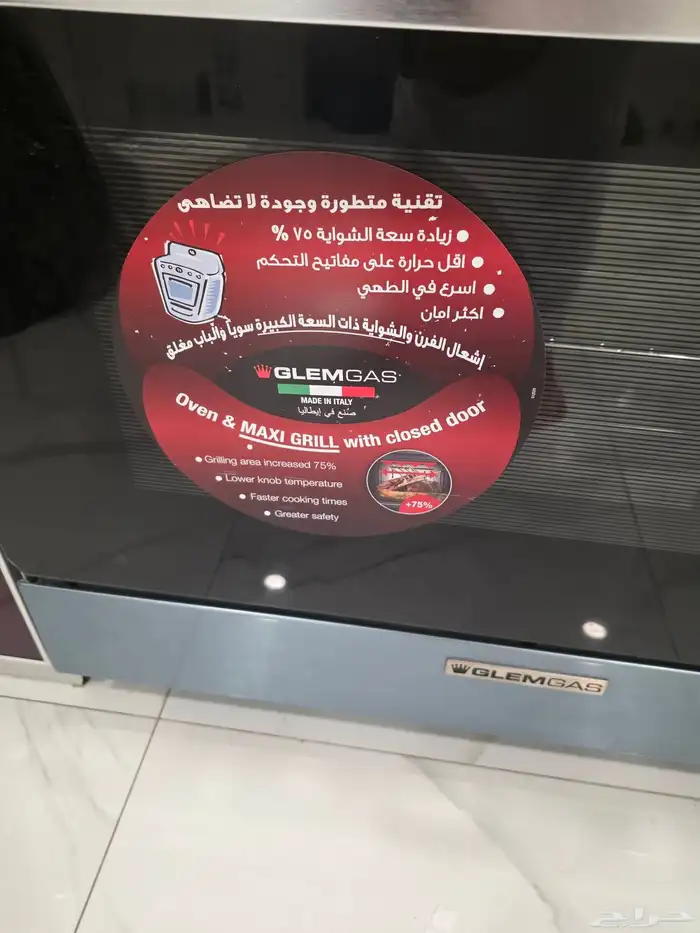 تقنية متطورة وجودة لا تضاهى
● زيادة سعة الشواية ٧٥ %
● اقل حرارة على مفاتيح التحكم
● اسرع في الطهي
● اكثر امان
إشعال الفرن والشواية ذات السعة الكبيرة سوياً والباب مغلق
GLEMGAS
MADE IN ITALY
صنع في إيطاليا
Oven & MAXI GRILL with closed door
● Grilling area increased 75%
● Lower knob temperature
● Faster cooking times
● Greater safety
+75%
GLEMGAS
حراج